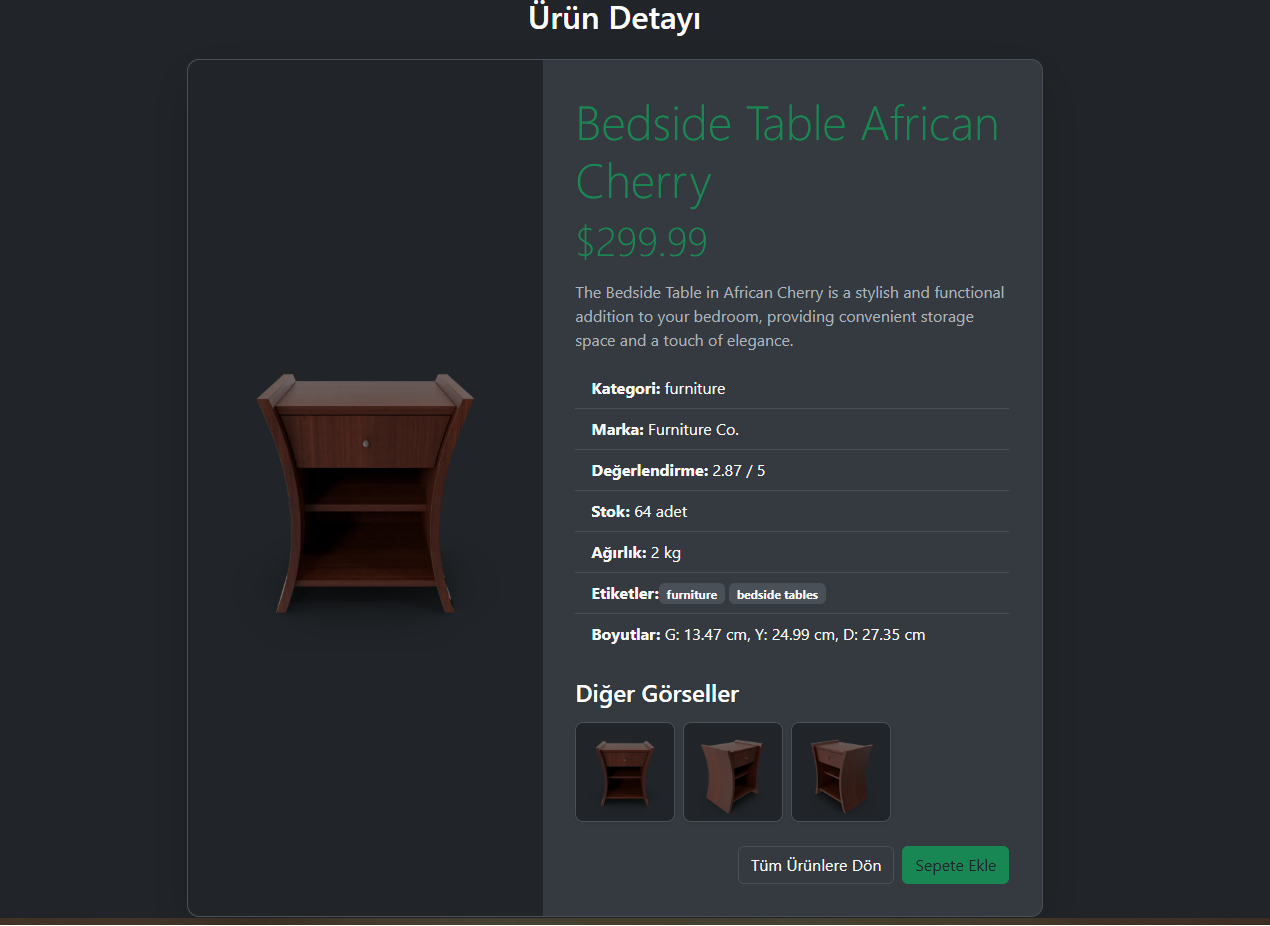 Ürün Detayı
Bedside Table African
Cherry
$299.99
The Bedside Table in African Cherry is a stylish and functional
addition to your bedroom, providing convenient storage
space and a touch of elegance.
Kategori: furniture
Marka: Furniture Co.
Değerlendirme: 2.87 / 5
Stok: 64 adet
Ağırlık: 2 kg
Etiketler: furniture bedside tables
Boyutlar: G: 13.47 cm, Y: 24.99 cm, D: 27.35 cm
Diğer Görseller
Tüm Ürünlere Dön Sepete Ekle